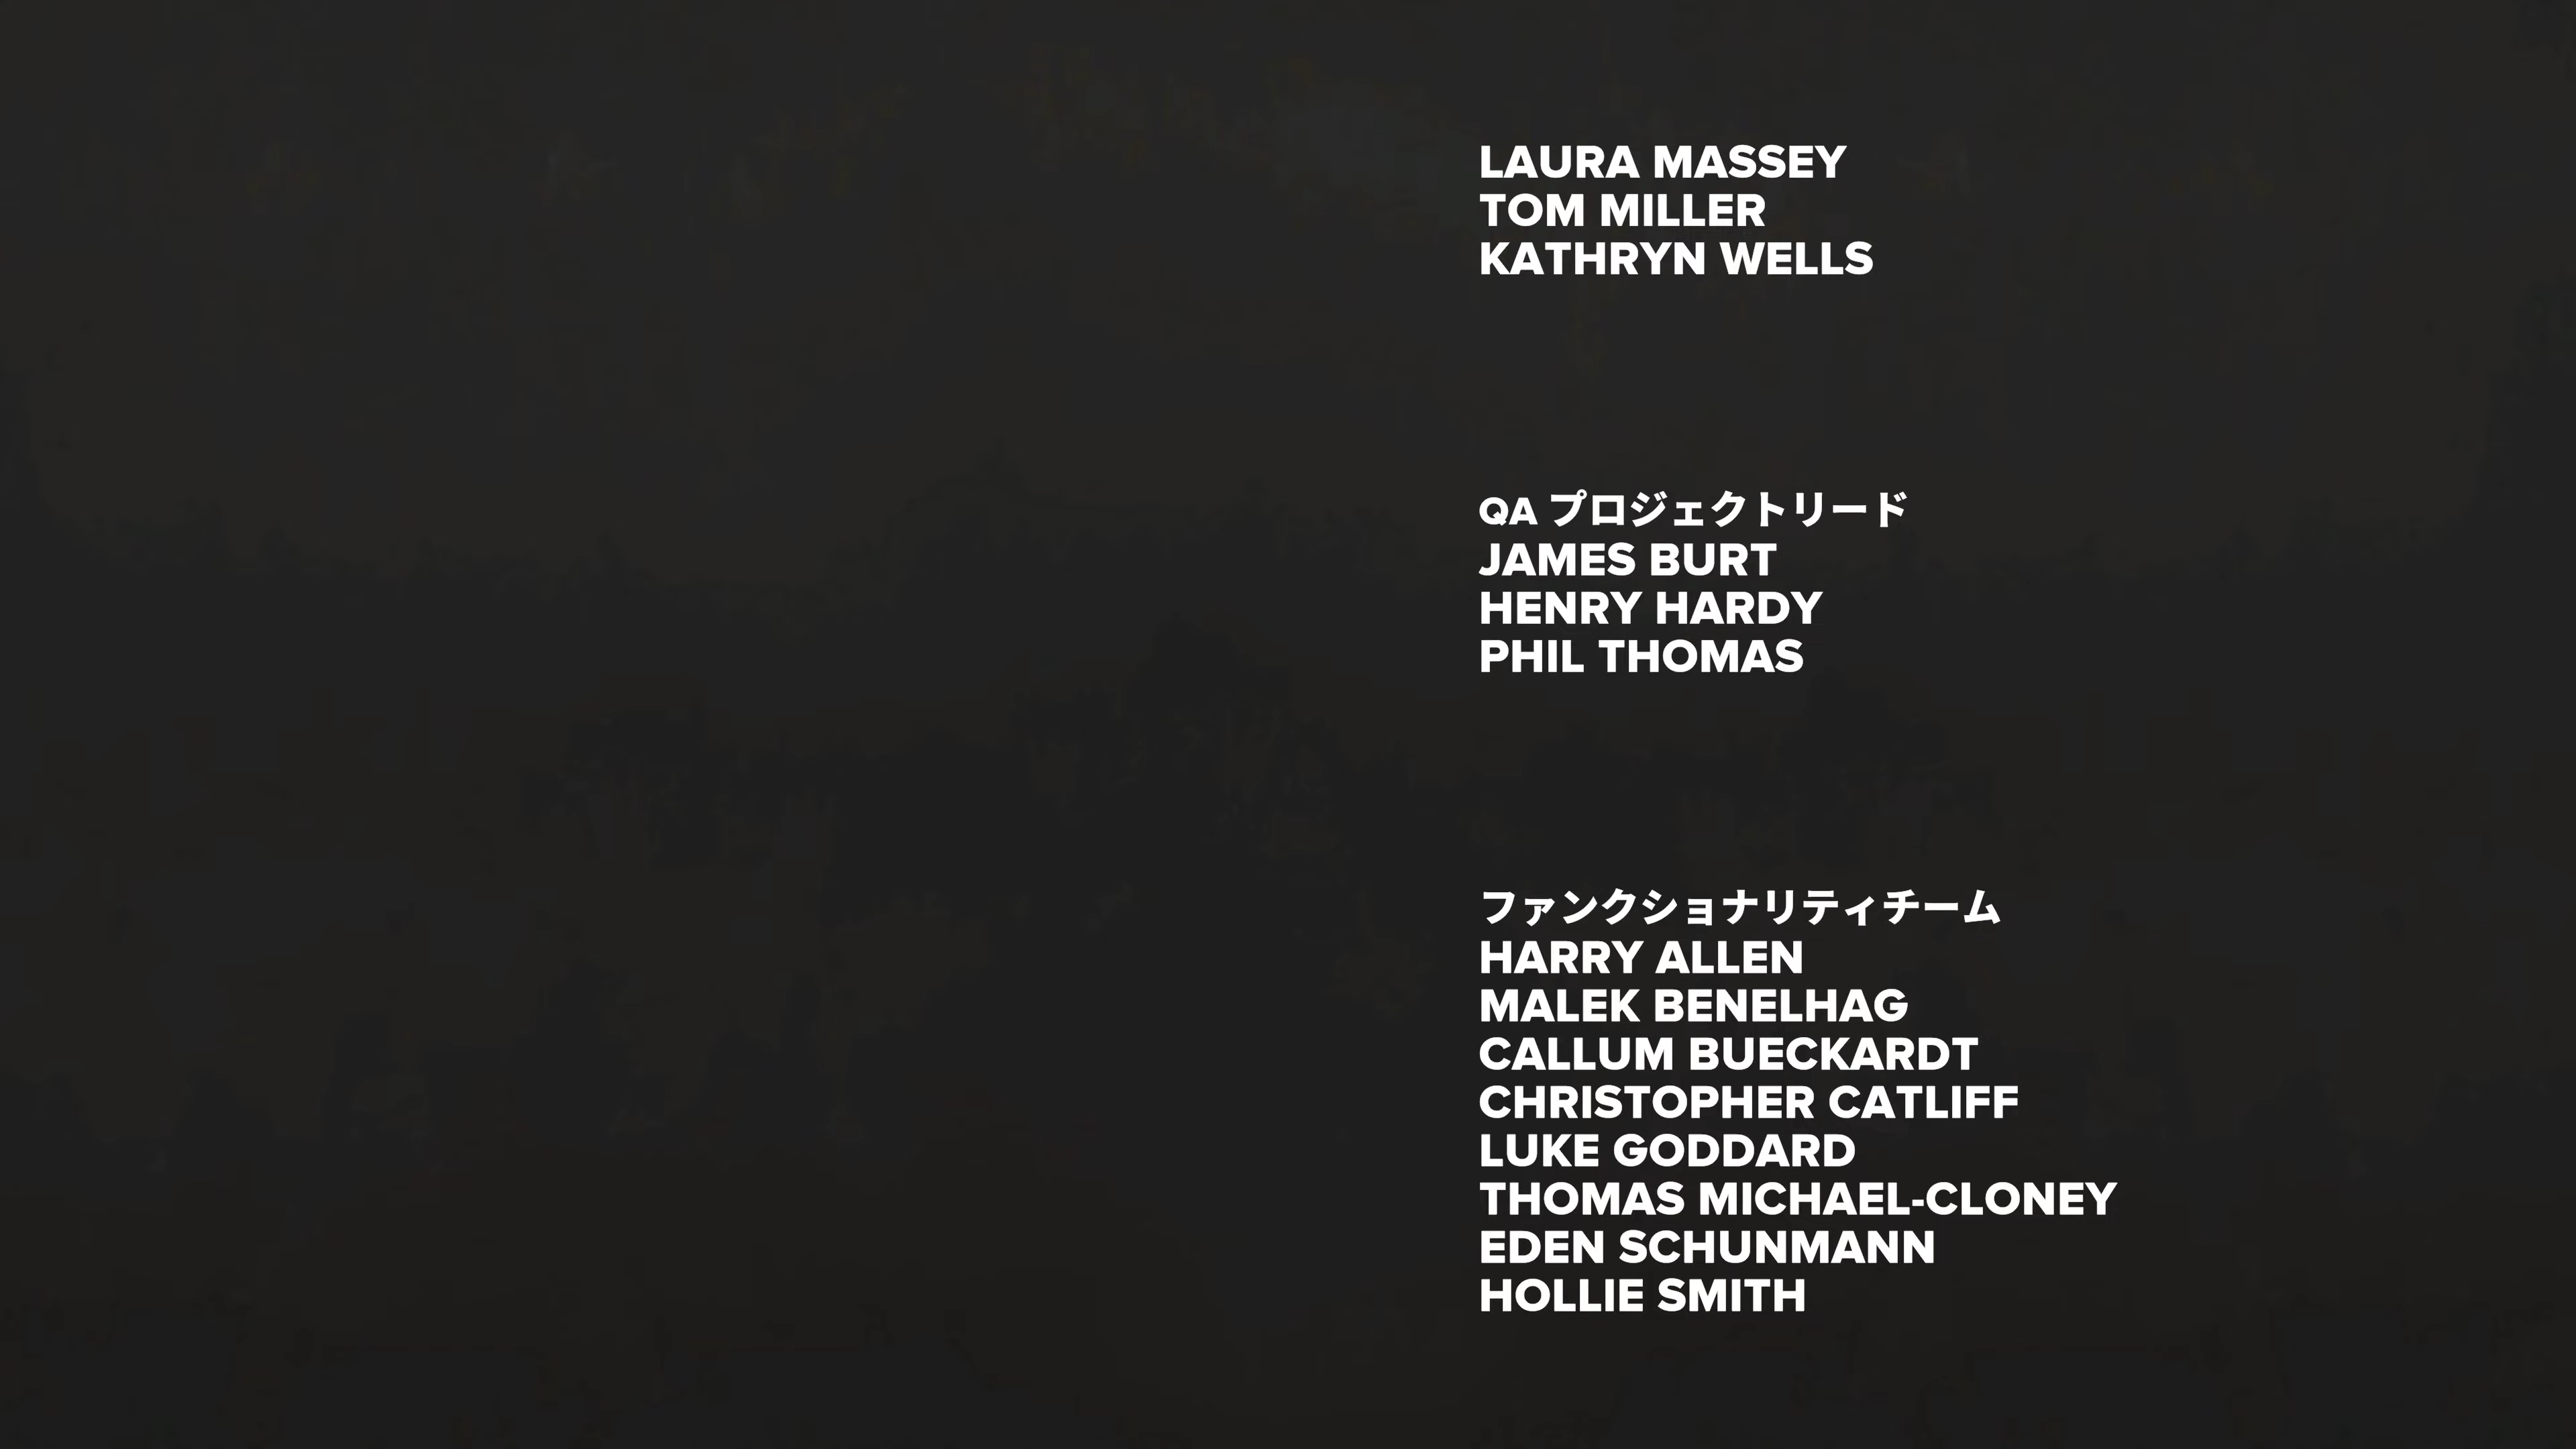 LAURA MASSEY
TOM MILLER
KATHRYN WELLS
QA プロジェクトリード
JAMES BURT
HENRY HARDY
PHIL THOMAS
ファンクショナリティチーム
HARRY ALLEN
MALEK BENELHAG
CALLUM BUECKARDT
CHRISTOPHER CATLIFF
LUKE GODDARD
THOMAS MICHAEL-CLONEY
EDEN SCHUNMANN
HOLLIE SMITH